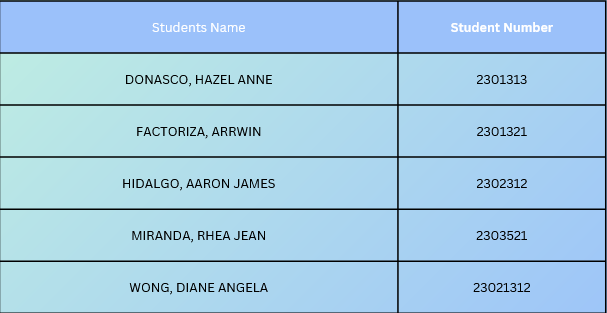 Students Name Student Number
DONASCO, HAZEL ANNE 2301313
FACTORIZA, ARRWIN 2301321
HIDALGO, AARON JAMES 2302312
MIRANDA, RHEA JEAN 2303521
WONG, DIANE ANGELA 23021312